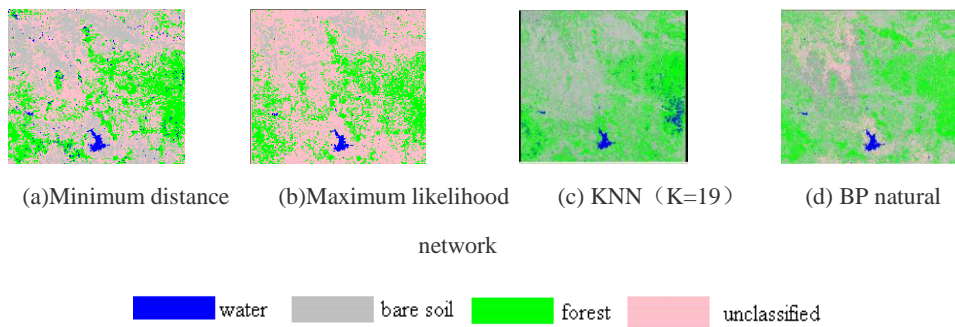 (a)Minimum distance (b)Maximum likelihood (c) KNN（K=19） (d) BP natural
network
water bare soil forest unclassified